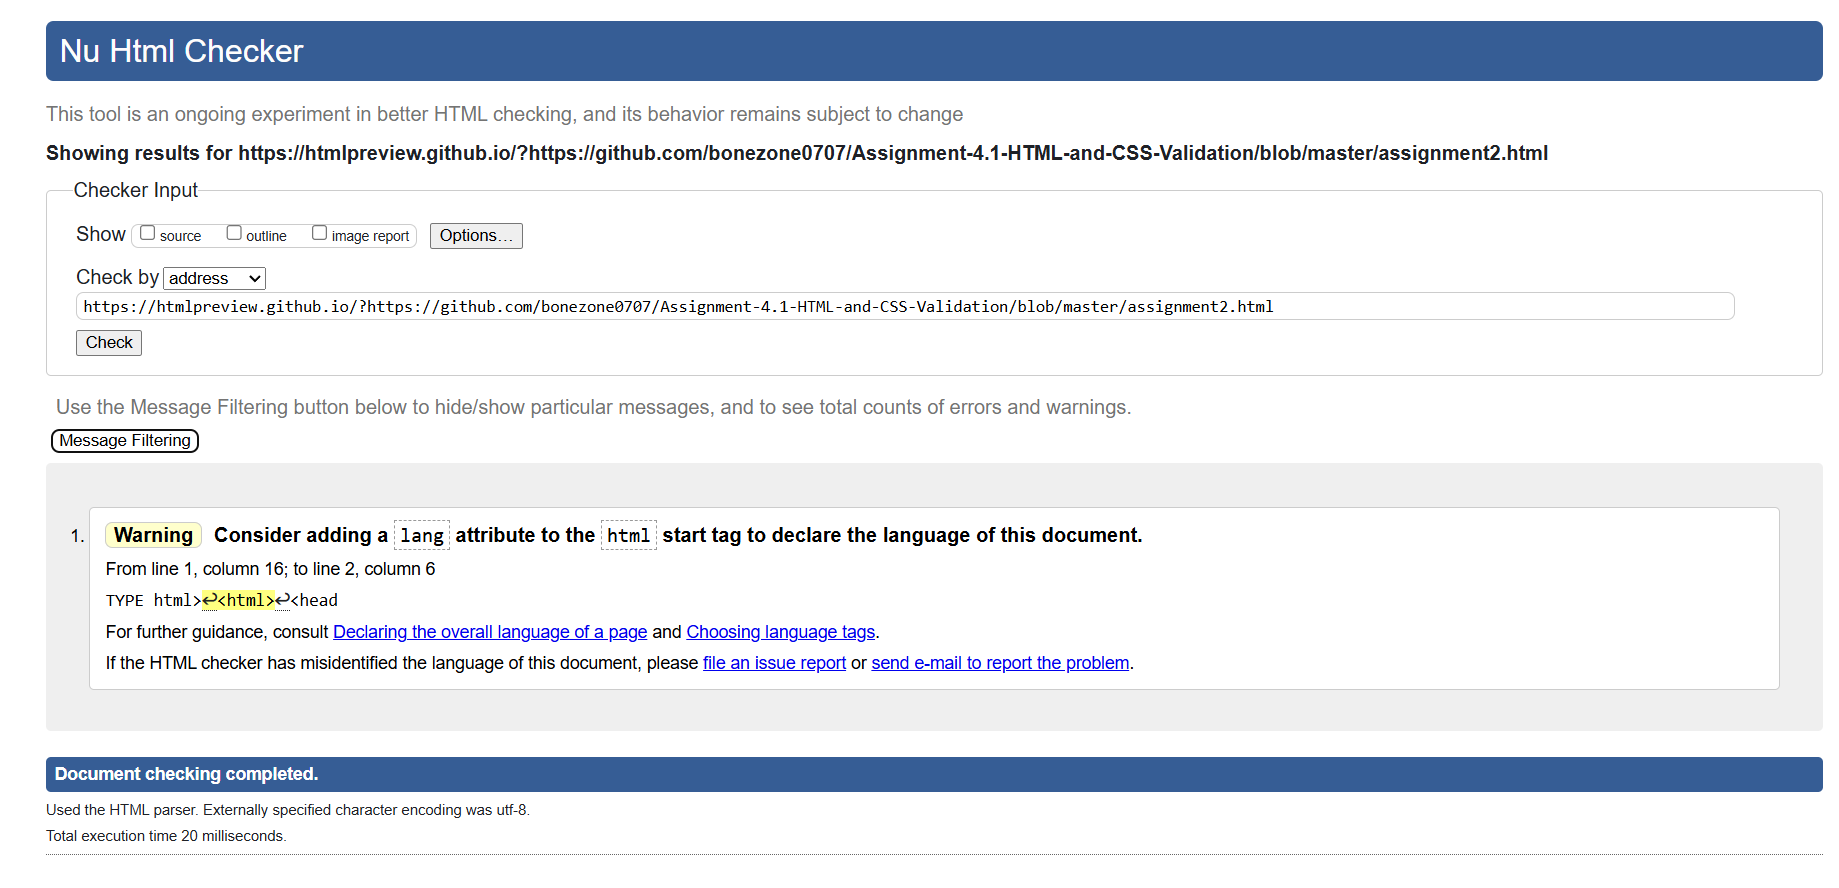 Nu Html Checker
This tool is an ongoing experiment in better HTML checking, and its behavior remains subject to change
Showing results for https://htmlpreview.github.io/?https://github.com/bonezone0707/Assignment-4.1-HTML-and-CSS-Validation/blob/master/assignment2.html
Checker Input
Show source outline image report Options…
Check by address
https://htmlpreview.github.io/?https://github.com/bonezone0707/Assignment-4.1-HTML-and-CSS-Validation/blob/master/assignment2.html
Check
Use the Message Filtering button below to hide/show particular messages, and to see total counts of errors and warnings.
Message Filtering
1. Warning Consider adding a lang attribute to the html start tag to declare the language of this document.
From line 1, column 16; to line 2, column 6
TYPE html>↩<html>↩<head
For further guidance, consult Declaring the overall language of a page and Choosing language tags.
If the HTML checker has misidentified the language of this document, please file an issue report or send e-mail to report the problem.
Document checking completed.
Used the HTML parser. Externally specified character encoding was utf-8.
Total execution time 20 milliseconds.